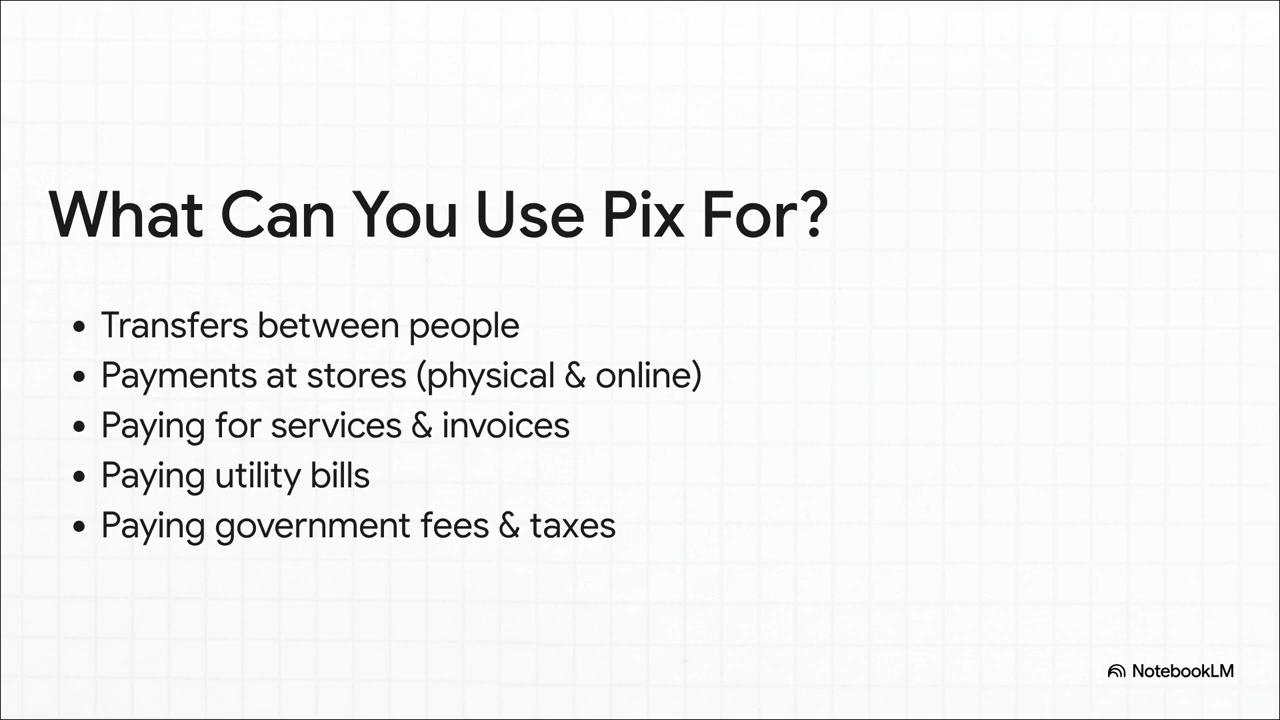 What Can You Use Pix For?
• Transfers between people
• Payments at stores (physical & online)
• Paying for services & invoices
• Paying utility bills
• Paying government fees & taxes
NotebookLM